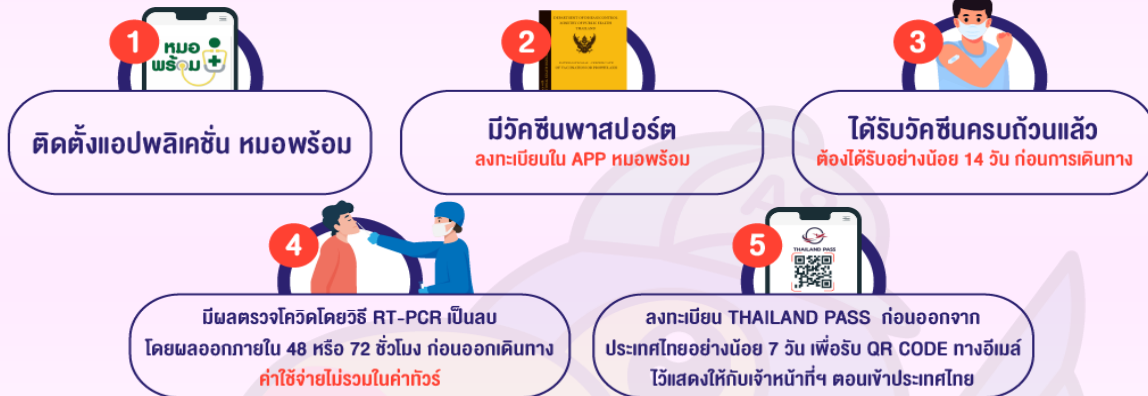 1
หมอ
พร้อม
ติดตั้งแอปพลิเคชั่น หมอพร้อม
2
มีวัคซีนพาสปอร์ต
ลงทะเบียนใน APP หมอพร้อม
3
ได้รับวัคซีนครบถ้วนแล้ว
ต้องได้รับอย่างน้อย 14 วัน ก่อนการเดินทาง
4
มีผลตรวจโควิดโดยวิธี RT-PCR เป็นลบ
โดยผลออกภายใน 48 หรือ 72 ชั่วโมง ก่อนออกเดินทาง
ค่าใช้จ่ายไม่รวมในค่าทัวร์
5
THAILAND PASS
ลงทะเบียน THAILAND PASS ก่อนออกจาก
ประเทศไทยอย่างน้อย 7 วัน เพื่อรับ QR CODE ทางอีเมล์
ไว้แสดงให้กับเจ้าหน้าที่ฯ ตอนเข้าประเทศไทย